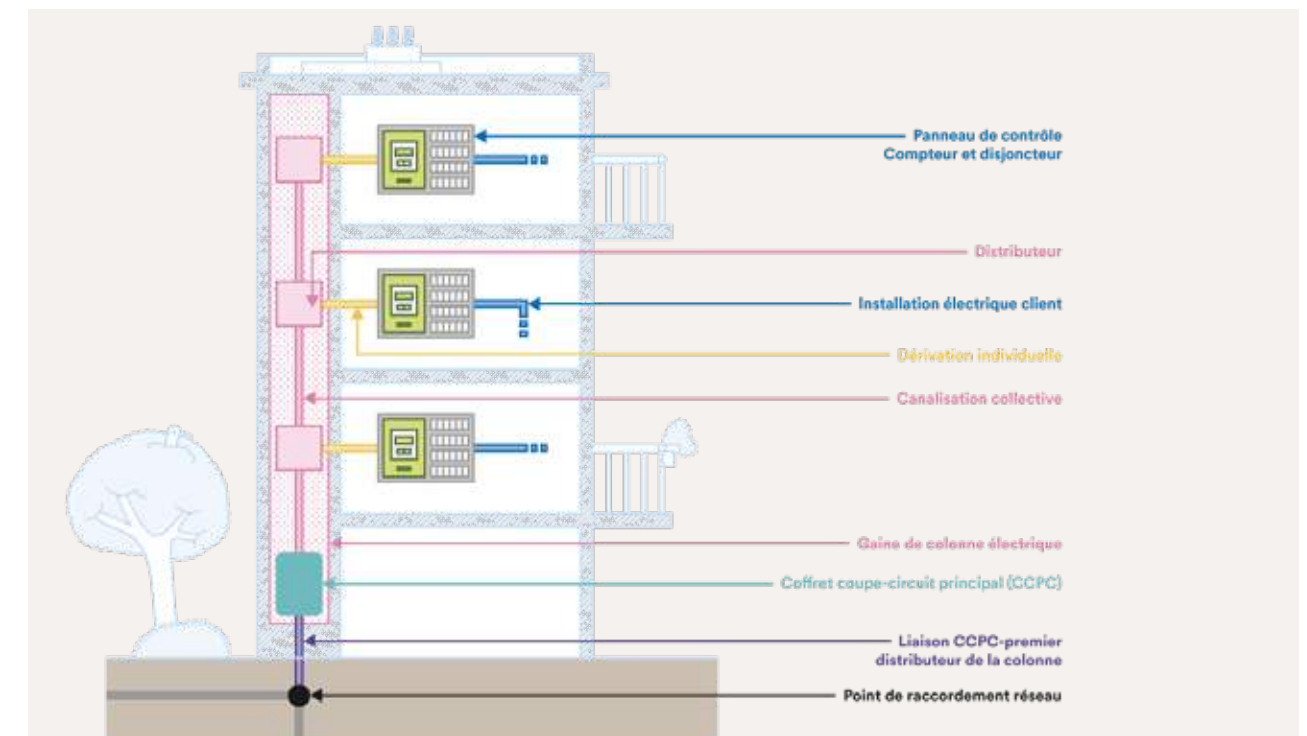 Panneau de contrôle
Compteur et disjoncteur
Distributeur
Installation électrique client
Dérivation individuelle
Canalisation collective
Gaine de colonne électrique
Coffret coupe-circuit principal (CCPC)
Liaison CCPC-premier
distributeur de la colonne
Point de raccordement réseau